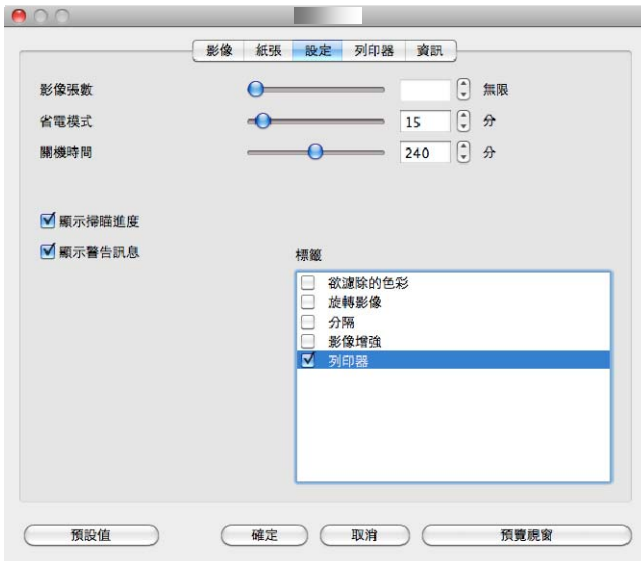 影像 紙張 設定 列印器 資訊
影像張數 無限
省電模式 15 分
關機時間 240 分
顯示掃瞄進度
顯示警告訊息
標籤
欲濾除的色彩
旋轉影像
分隔
影像增強
列印器
預設值 確定 取消 預覽視窗